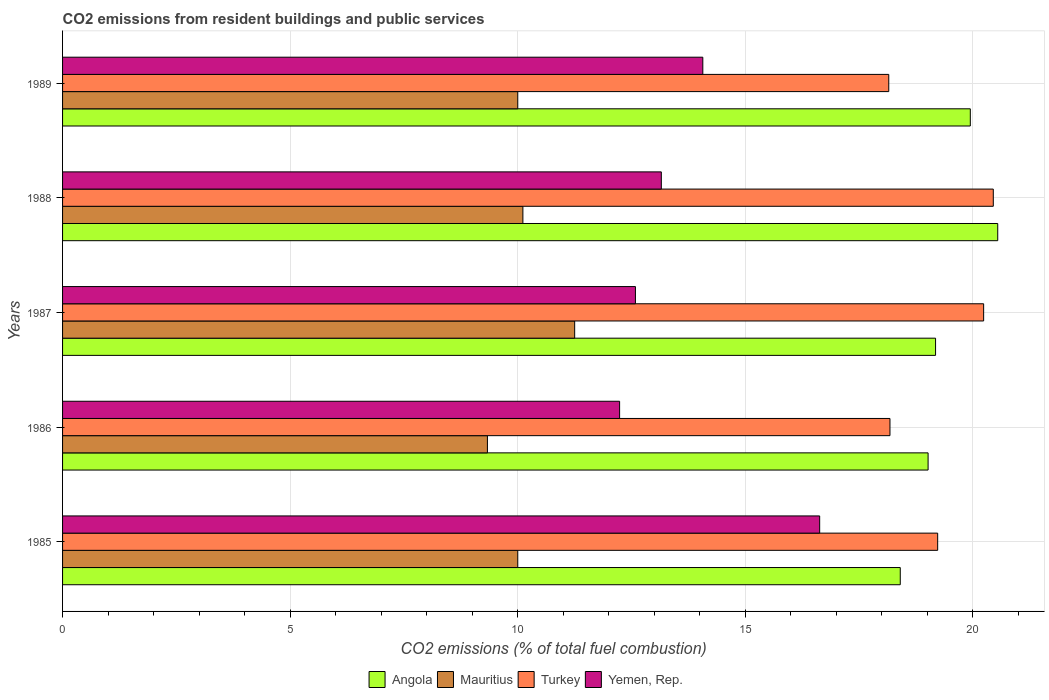 CO2 emissions from resident buildings and public services
1989
1988
1987
1986
1985
Years
0
5
10
15
20
CO2 emissions (% of total fuel combustion)
Angola
Mauritius
Turkey
Yemen, Rep.